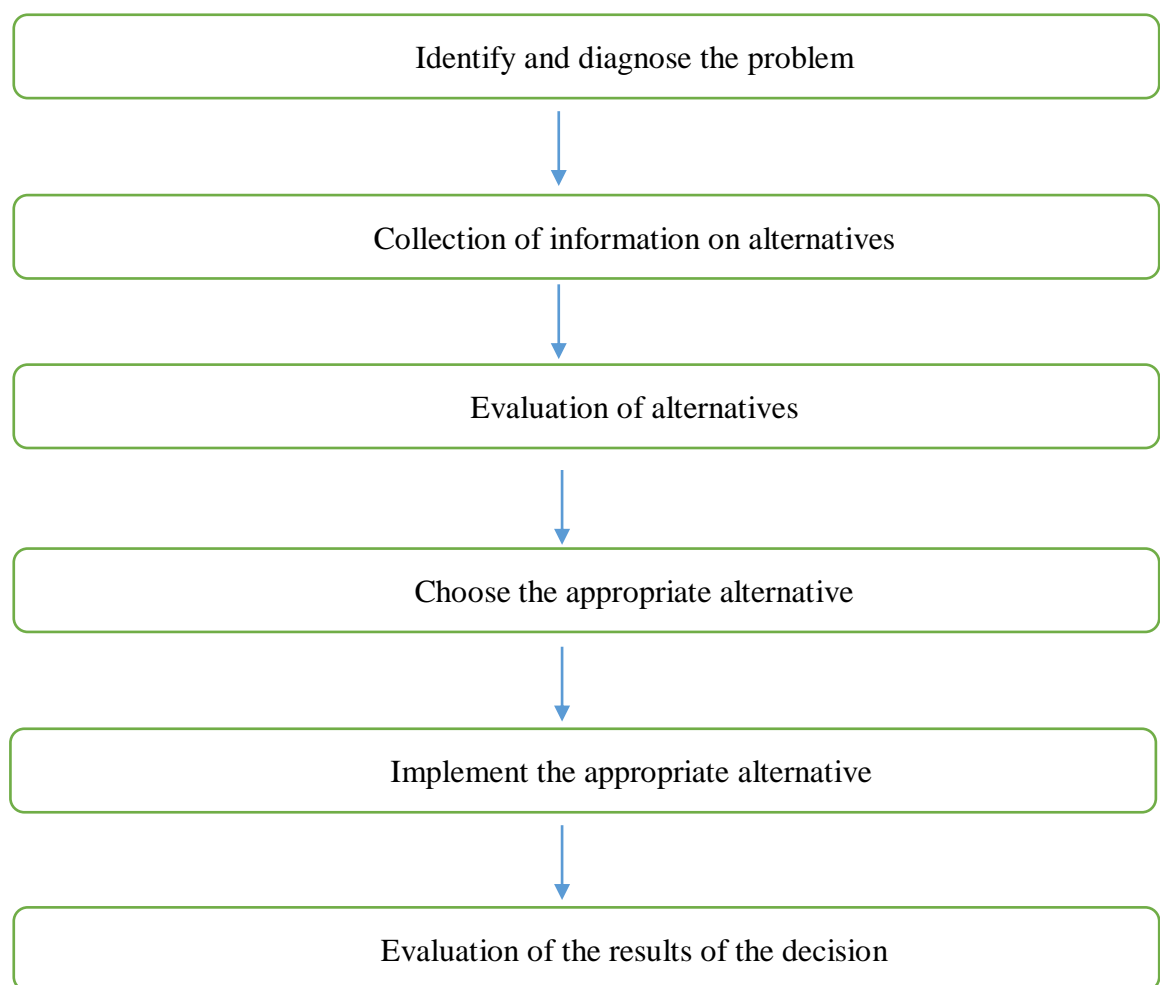 Identify and diagnose the problem
Collection of information on alternatives
Evaluation of alternatives
Choose the appropriate alternative
Implement the appropriate alternative
Evaluation of the results of the decision